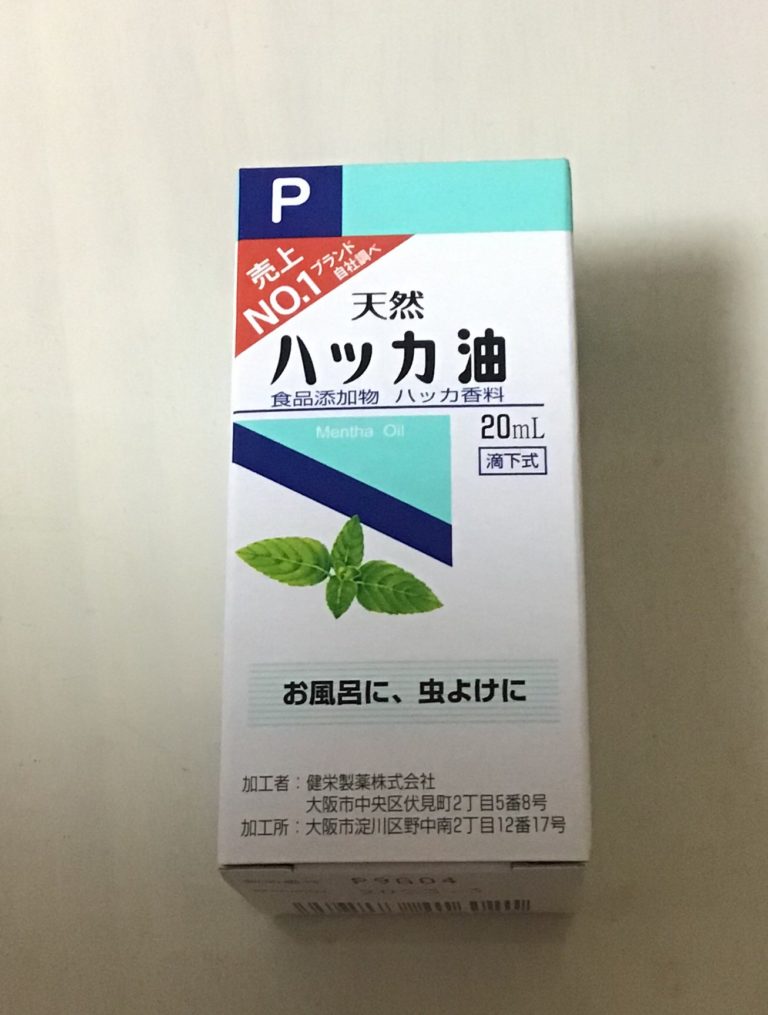 P
売上
NO.1
ブランド
自社調べ
天然
ハッカ油
食品添加物 ハッカ香料
Mentha Oil
20mL
滴下式
お風呂に、虫よけに
加工者：健栄製薬株式会社
大阪市中央区伏見町2丁目5番8号
加工所：大阪市淀川区野中南2丁目12番17号
P9G04